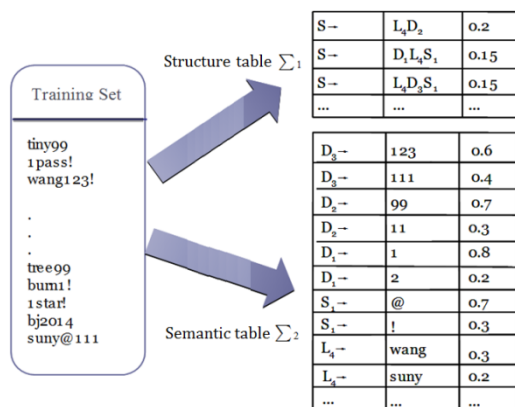 Training Set
tiny99
1pass!
wang123!
.
.
.
tree99
burn1!
1star!
bj2014
suny@111
Structure table ∑₁
Semantic table ∑₂
S→ L₄D₂ 0.2
S→ D₁L₄S₁ 0.15
S→ L₄D₃S₁ 0.15
... ... ...
D₃→ 123 0.6
D₃→ 111 0.4
D₂→ 99 0.7
D₂→ 11 0.3
D₁→ 1 0.8
D₁→ 2 0.2
S₁→ @ 0.7
S₁→ ! 0.3
L₄→ wang 0.3
L₄→ suny 0.2
... ... ...